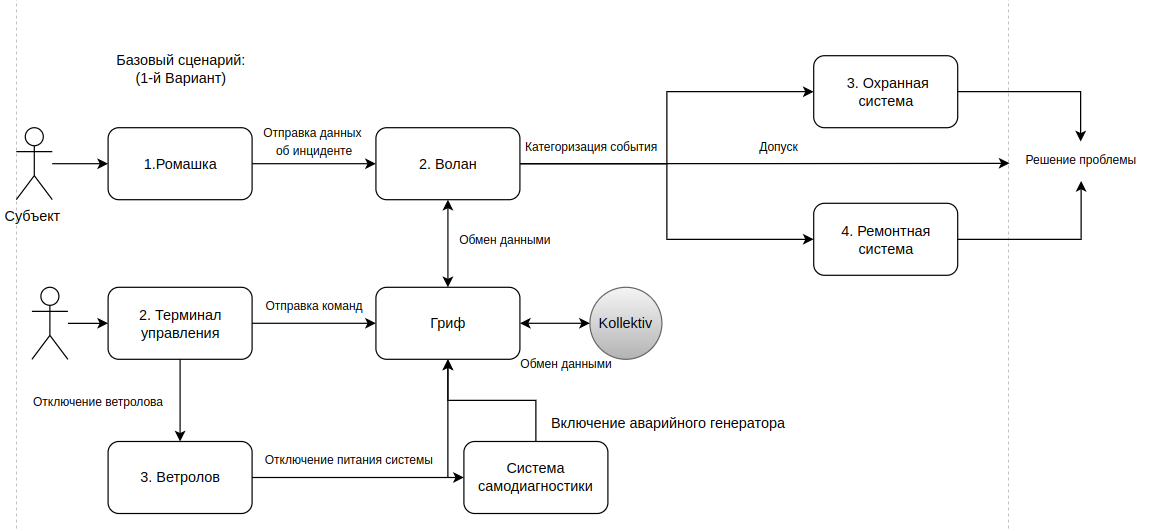 Базовый сценарий:
(1-й Вариант)
3. Охранная
система
Отправка данных
об инциденте
1.Ромашка
2. Волан
Категоризация события
Допуск
Решение проблемы
Субъект
4. Ремонтная
система
Обмен данными
2. Терминал
управления
Отправка команд
Гриф
Kollektiv
Обмен данными
Отключение ветролова
Включение аварийного генератора
3. Ветролов
Отключение питания системы
Система
самодиагностики